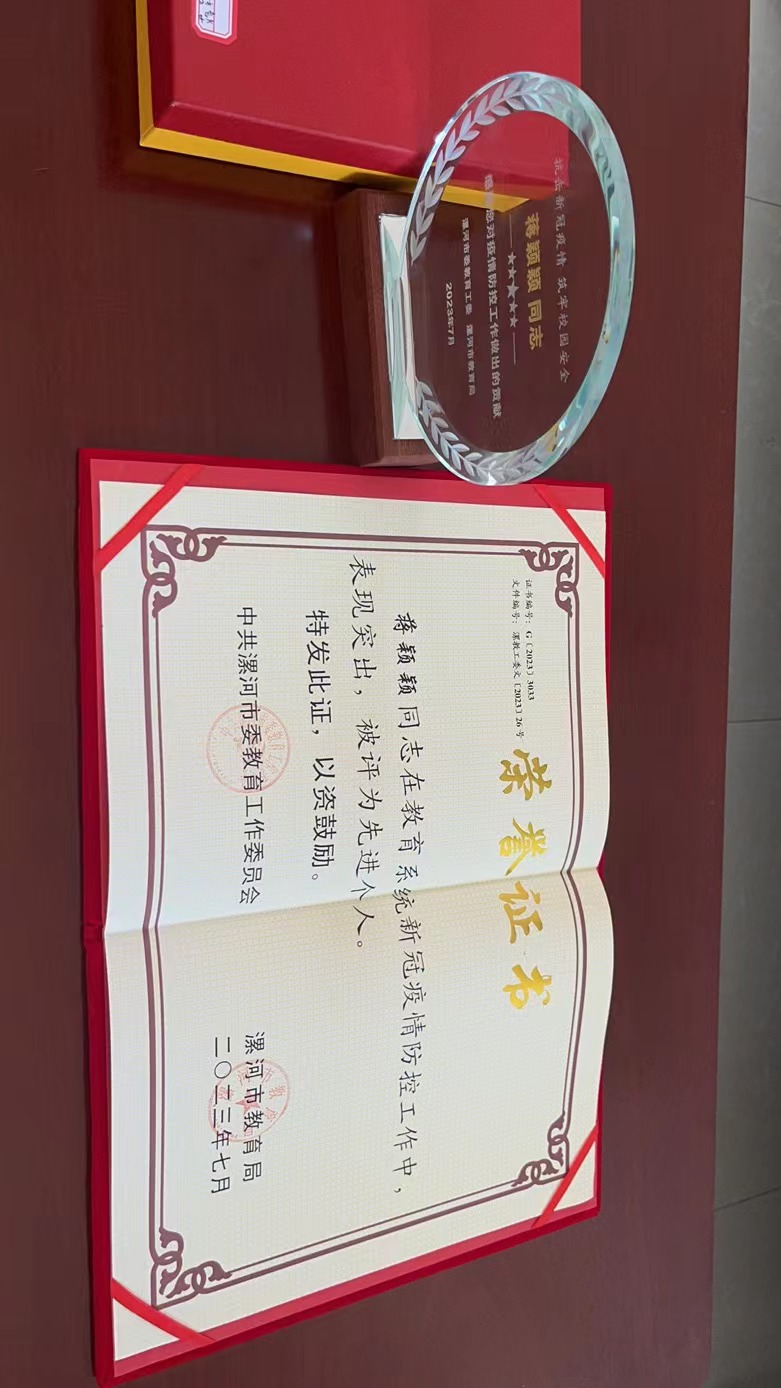 抗击新冠疫情 筑牢校园安全
蒋颖颖 同志
★★★★★
感谢您对疫情防控工作做出的贡献
漯河市委教育工委 漯河市教育局
2023年7月
证书编号：G〔2023〕3033
文件编号：漯教工委文〔2023〕26号
荣誉证书
蒋颖颖同志在教育系统新冠疫情防控工作中，
表现突出，被评为先进个人。
特发此证，以资鼓励。
中共漯河市委教育工作委员会
漯河市教育局
二〇二三年七月